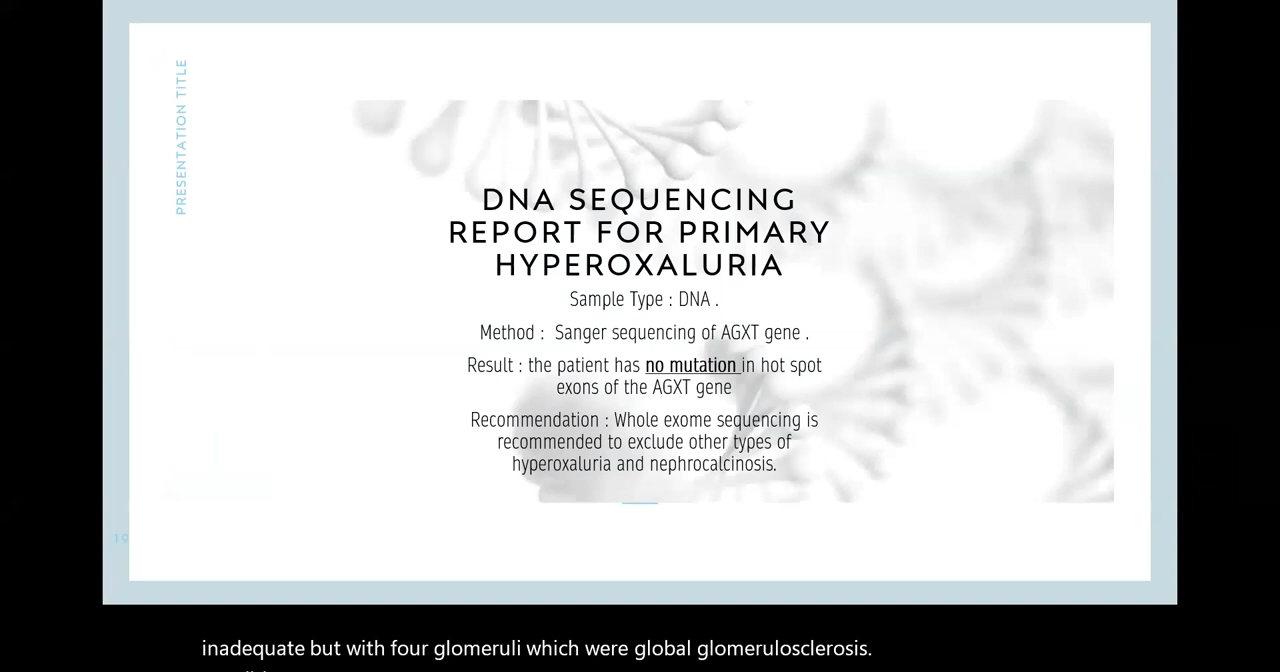 PRESENTATION TITLE
DNA SEQUENCING
REPORT FOR PRIMARY
HYPEROXALURIA
Sample Type : DNA .
Method :  Sanger sequencing of AGXT gene .
Result : the patient has no mutation in hot spot
exons of the AGXT gene
Recommendation : Whole exome sequencing is
recommended to exclude other types of
hyperoxaluria and nephrocalcinosis.
19
inadequate but with four glomeruli which were global glomerulosclerosis.